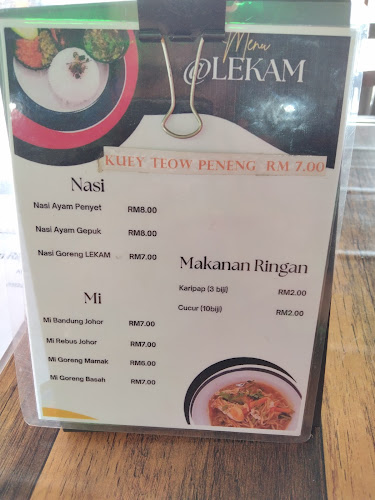 Menu
@LEKAM
KUEY TEOW PENENG RM 7.00
Nasi
Nasi Ayam Penyet RM8.00
Nasi Ayam Gepuk RM8.00
Nasi Goreng LEKAM RM7.00
Mi
Mi Bandung Johor RM7.00
Mi Rebus Johor RM7.00
Mi Goreng Mamak RM6.00
Mi Goreng Basah RM7.00
Makanan Ringan
Karipap (3 biji) RM2.00
Cucur (10biji) RM2.00